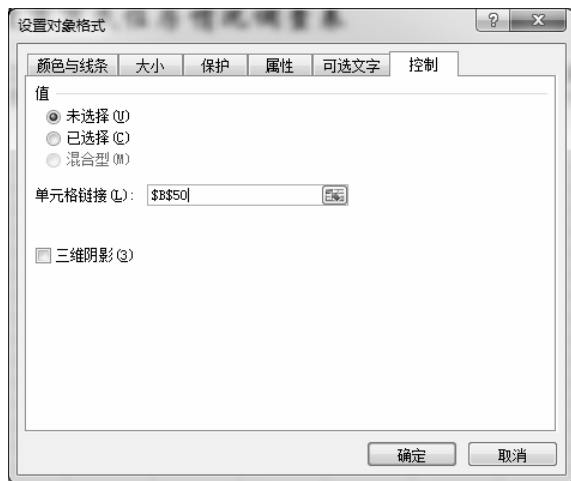 设置对象格式
颜色与线条 大小 保护 属性 可选文字 控制
值
未选择(U)
已选择(C)
混合型(M)
单元格链接(L): $B$50
三维阴影(3)
确定 取消